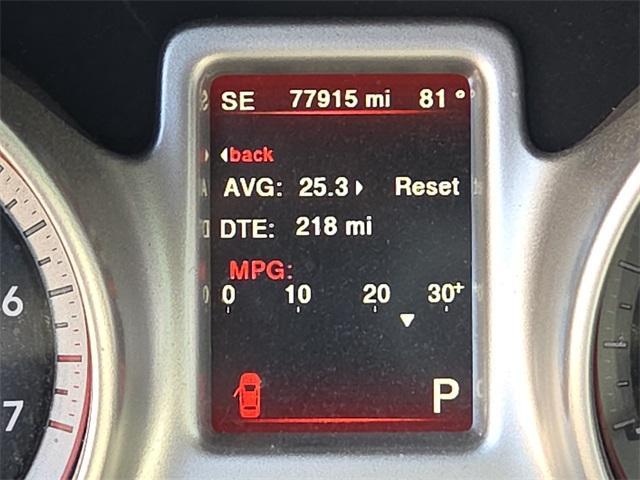 SE 77915 mi 81°
back
AVG: 25.3 Reset
DTE: 218 mi
MPG:
0 10 20 30+
P
6
7